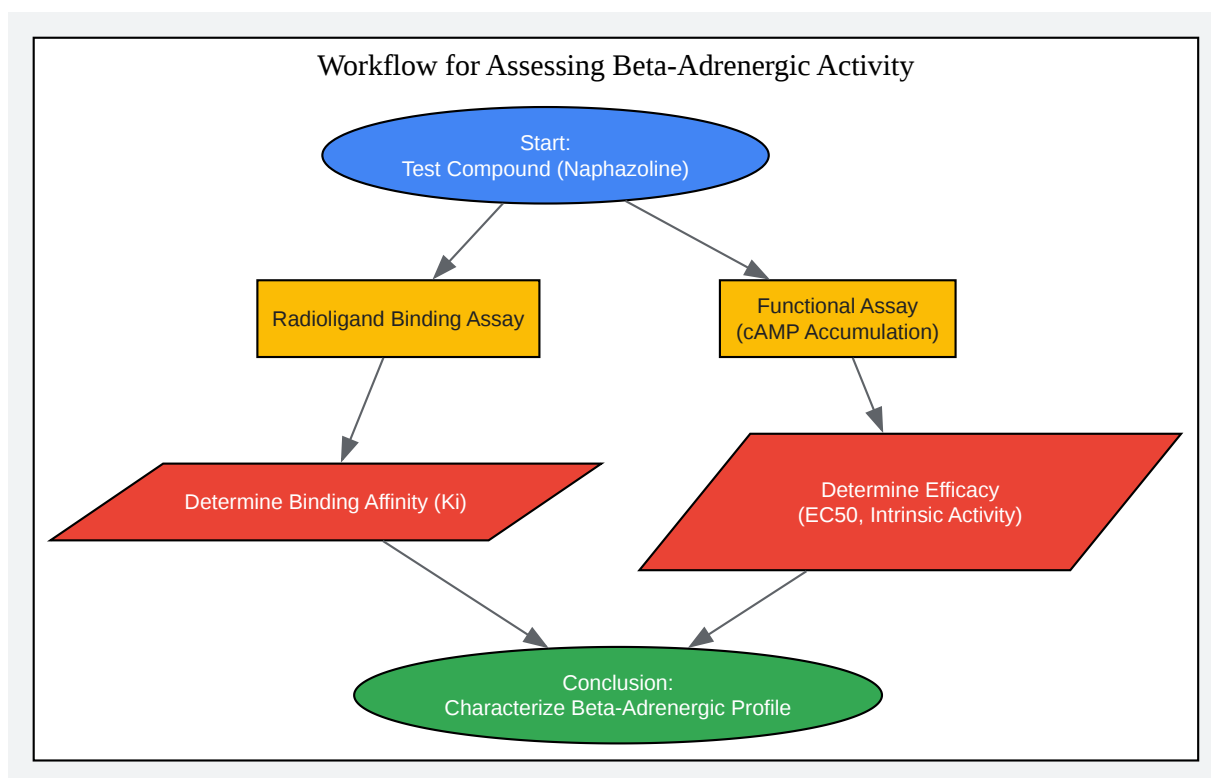 Workflow for Assessing Beta-Adrenergic Activity
Start:
Test Compound (Naphazoline)
Radioligand Binding Assay
Functional Assay
(cAMP Accumulation)
Determine Binding Affinity (Ki)
Determine Efficacy
(EC50, Intrinsic Activity)
Conclusion:
Characterize Beta-Adrenergic Profile